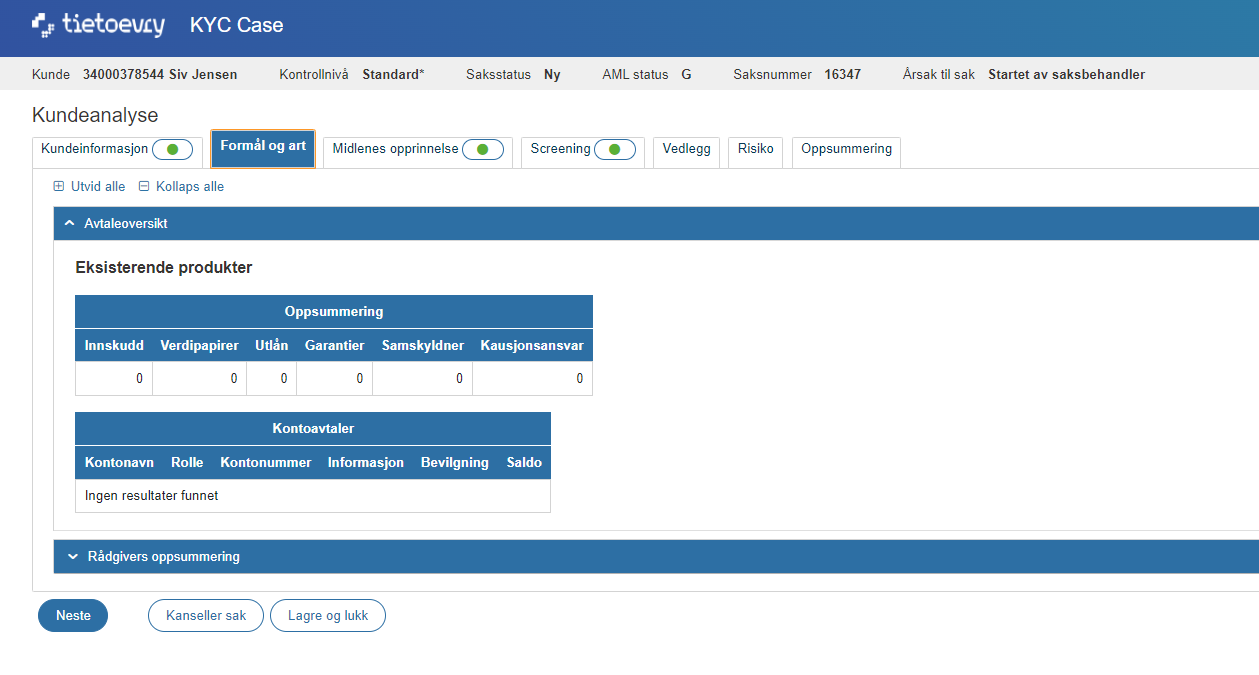 tietoevry KYC Case
Kunde 34000378544 Siv Jensen Kontrollnivå Standard* Saksstatus Ny AML status G Saksnummer 16347 Årsak til sak Startet av saksbehandler
Kundeanalyse
Kundeinformasjon Formål og art Midlenes opprinnelse Screening Vedlegg Risiko Oppsummering
Utvid alle Kollaps alle
Avtaleoversikt
Eksisterende produkter
Oppsummering
Innskudd Verdipapirer Utlån Garantier Samskyldner Kausjonsansvar
0 0 0 0 0 0
Kontoavtaler
Kontonavn Rolle Kontonummer Informasjon Bevilgning Saldo
Ingen resultater funnet
Rådgivers oppsummering
Neste Kanseller sak Lagre og lukk